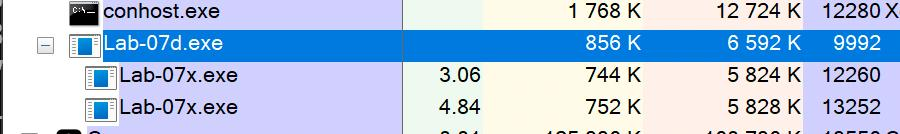 conhost.exe 1 768 K 12 724 K 12280 X
Lab-07d.exe 856 K 6 592 K 9992
Lab-07x.exe 3.06 744 K 5 824 K 12260
Lab-07x.exe 4.84 752 K 5 828 K 13252